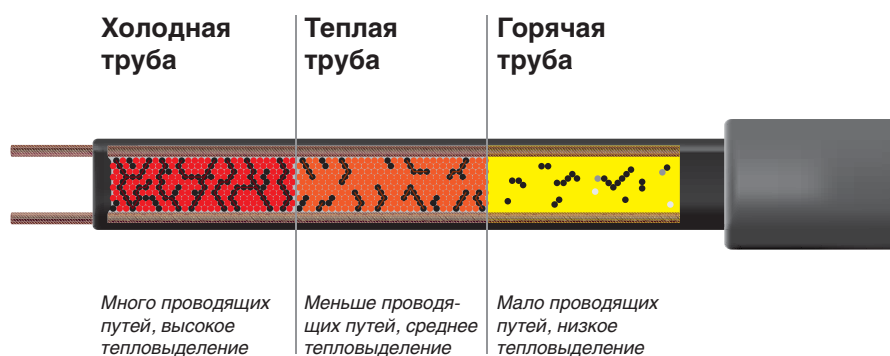 Холодная
труба
Теплая
труба
Горячая
труба
Много проводящих
путей, высокое
тепловыделение
Меньше проводя-
щих путей, среднее
тепловыделение
Мало проводящих
путей, низкое
тепловыделение